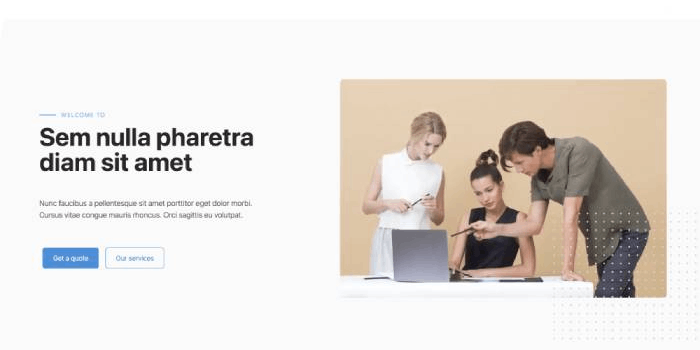 WELCOME TO
Sem nulla pharetra
diam sit amet
Nunc faucibus a pellentesque sit amet porttitor eget dolor morbi.
Cursus vitae congue mauris rhoncus. Orci sagittis eu volutpat.
Get a quote
Our services